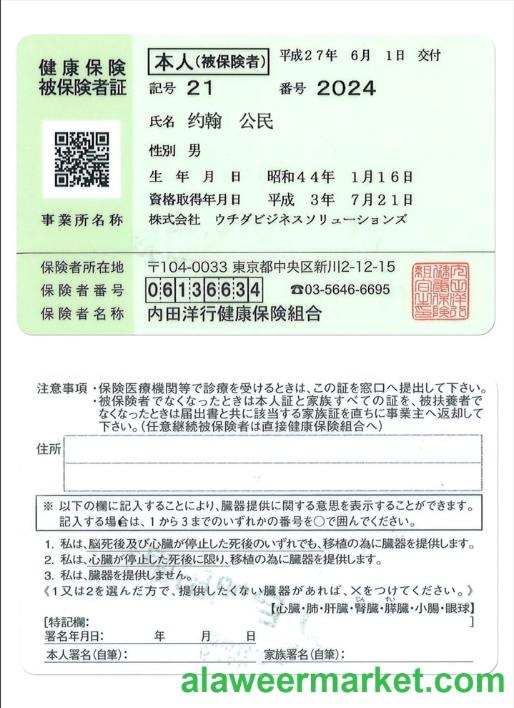 健康保険
被保険者証
本人(被保険者) 平成27年 6月 1日 交付
記号 21 番号 2024
氏名 约翰 公民
性別 男
生 年 月 日 昭和44年 1月16日
資格取得年月日 平成 3年 7月21日
事業所名称 株式会社 ウチダビジネスソリューションズ
保険者所在地 〒104-0033 東京都中央区新川2-12-15
保険者番号 06136634 ☎03-5646-6695
保険者名称 内田洋行健康保険組合
注意事項・保険医療機関等で診療を受けるときは、この証を窓口へ提出して下さい。
・被保険者でなくなったときは本人証と家族すべての証を、被扶養者で
なくなったときは届出書と共に該当する家族証を直ちに事業主へ返却して
下さい。(任意継続被保険者は直接健康保険組合へ)
住所
※ 以下の欄に記入することにより、臓器提供に関する意思を表示することができます。
記入する場合は、1から3までのいずれかの番号を○で囲んでください。
1. 私は、脳死後及び心臓が停止した死後のいずれでも、移植の為に臓器を提供します。
2. 私は、心臓が停止した死後に限り、移植の為に臓器を提供します。
3. 私は、臓器を提供しません。
《1又は2を選んだ方で、提供したくない臓器があれば、×をつけてください。》
【心臓・肺・肝臓・腎臓・膵臓・小腸・眼球】
[特記欄: ]
署名年月日: 年 月 日
本人署名(自筆): 家族署名(自筆):
alaweermarket.com